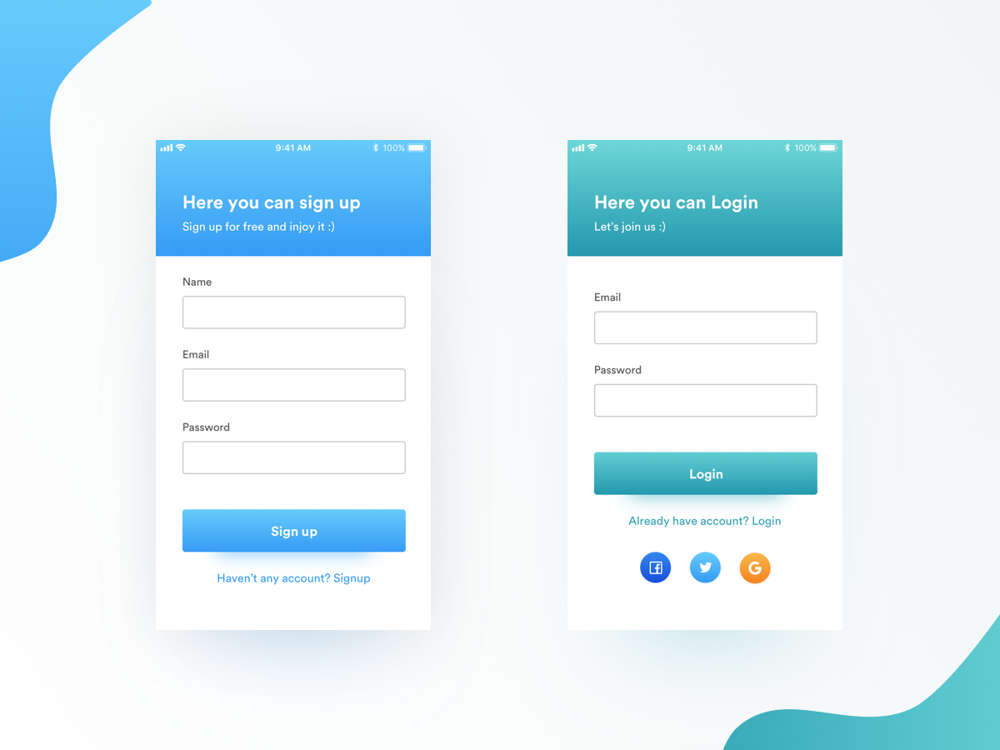 9:41 AM
100%
Here you can sign up
Sign up for free and injoy it :)
Name
Email
Password
Sign up
Haven't any account? Signup
9:41 AM
100%
Here you can Login
Let's join us :)
Email
Password
Login
Already have account? Login
G